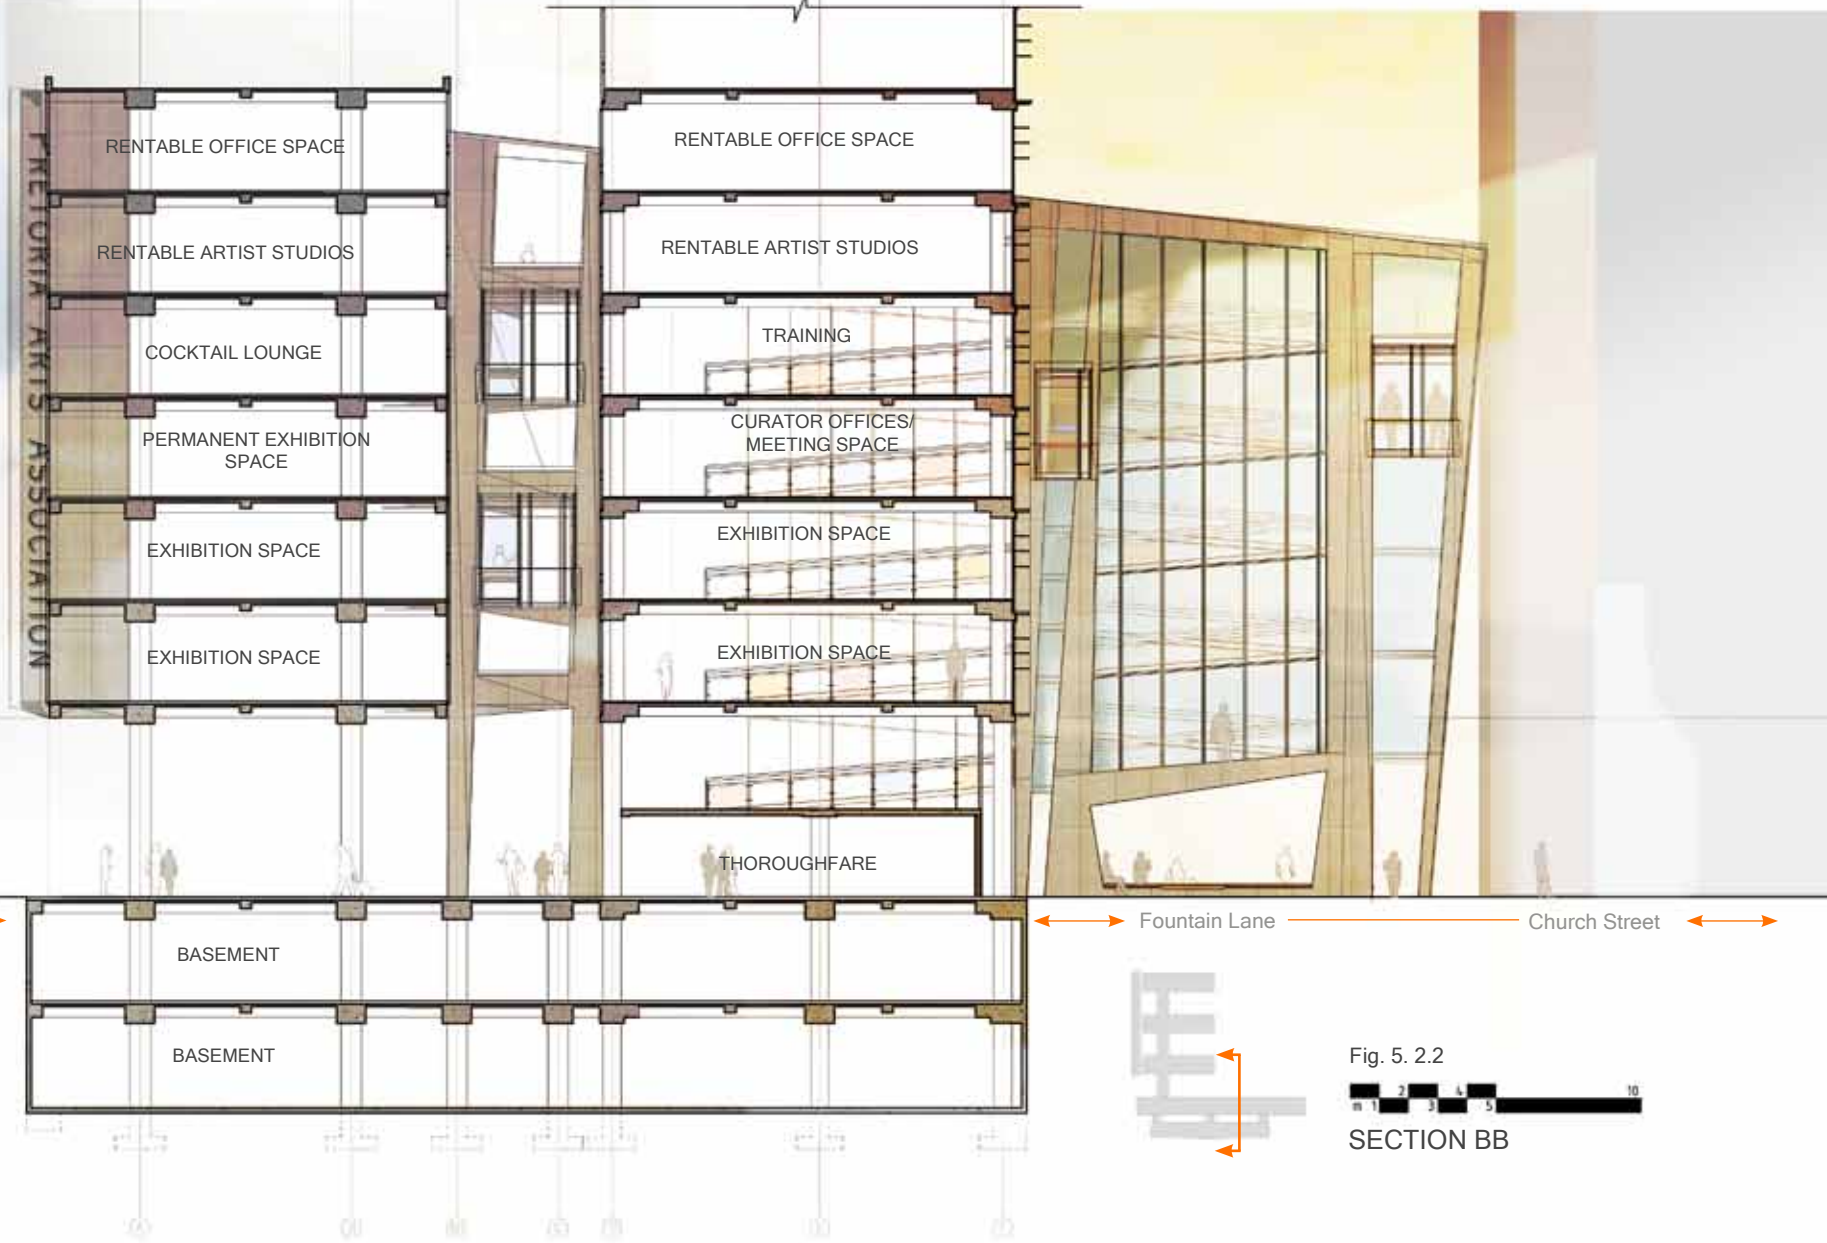 PRETORIA ARTS ASSOCIATION
RENTABLE OFFICE SPACE
RENTABLE ARTIST STUDIOS
COCKTAIL LOUNGE
PERMANENT EXHIBITION
SPACE
EXHIBITION SPACE
EXHIBITION SPACE
RENTABLE OFFICE SPACE
RENTABLE ARTIST STUDIOS
TRAINING
CURATOR OFFICES/
MEETING SPACE
EXHIBITION SPACE
EXHIBITION SPACE
THOROUGHFARE
BASEMENT
BASEMENT
Fountain Lane
Church Street
Fig. 5. 2.2
2 4 10
m 1 3 5
SECTION BB